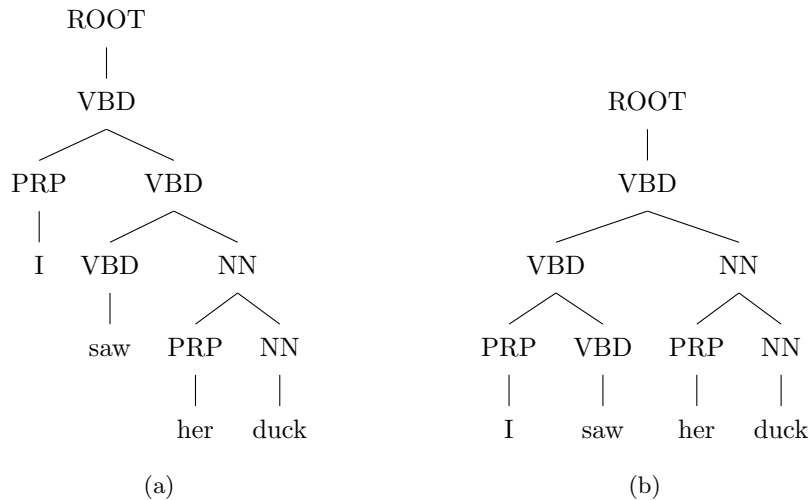 ROOT
VBD
PRP VBD
I VBD NN
saw PRP NN
her duck
(a)
ROOT
VBD
VBD NN
PRP VBD PRP NN
I saw her duck
(b)